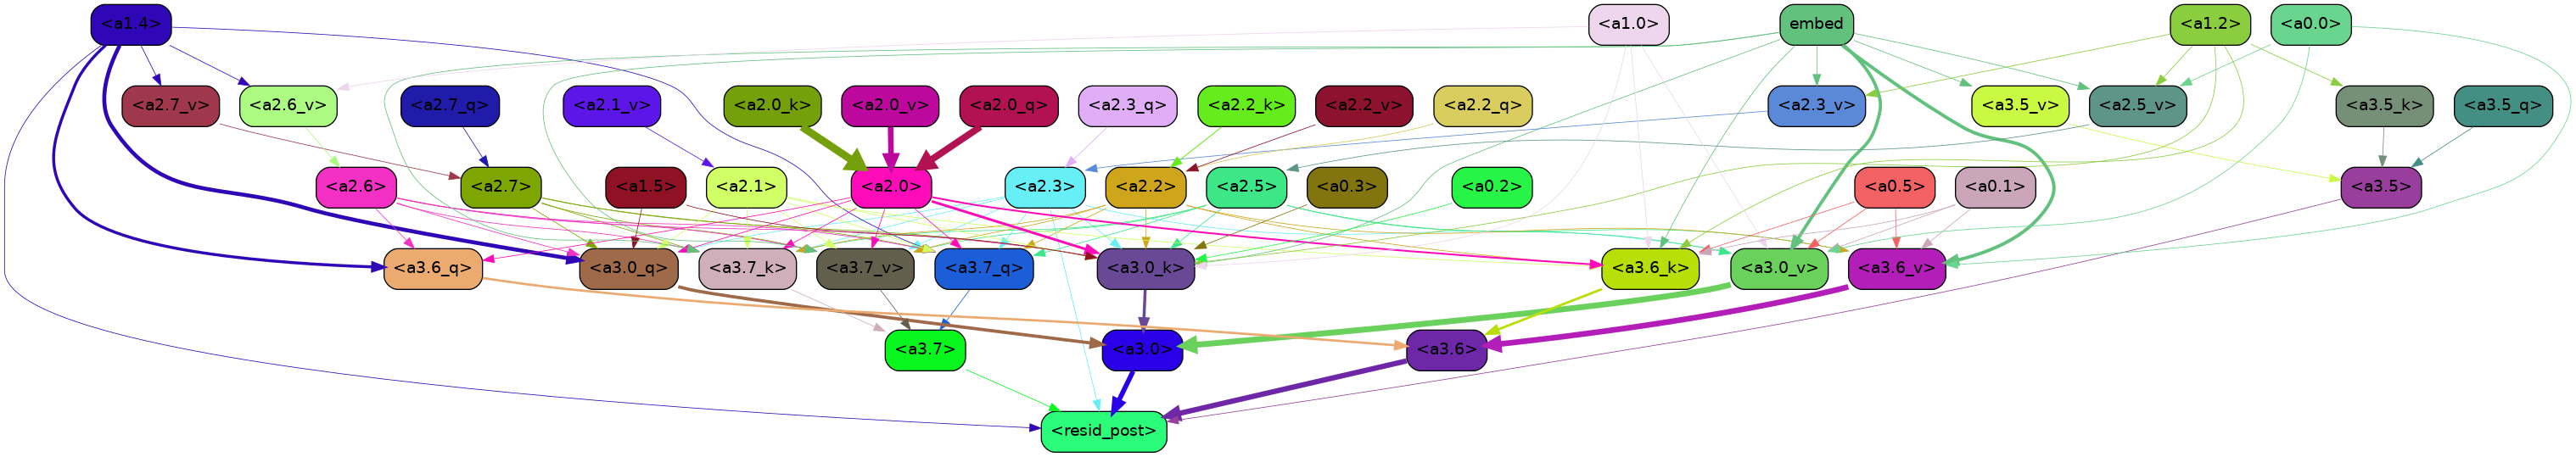 <a1.4> <a1.0> embed <a1.2> <a0.0>
<a2.7_v> <a2.6_v> <a2.7_q> <a2.1_v> <a2.0_k> <a2.0_v> <a2.0_q> <a2.3_q> <a2.2_k> <a2.2_v> <a2.2_q> <a2.3_v> <a3.5_v> <a2.5_v> <a3.5_k> <a3.5_q>
<a2.6> <a2.7> <a1.5> <a2.1> <a2.0> <a2.3> <a2.2> <a2.5> <a0.3> <a0.2> <a0.5> <a0.1> <a3.5>
<a3.6_q> <a3.0_q> <a3.7_k> <a3.7_v> <a3.7_q> <a3.0_k> <a3.6_k> <a3.0_v> <a3.6_v>
<a3.7> <a3.0> <a3.6>
<resid_post>